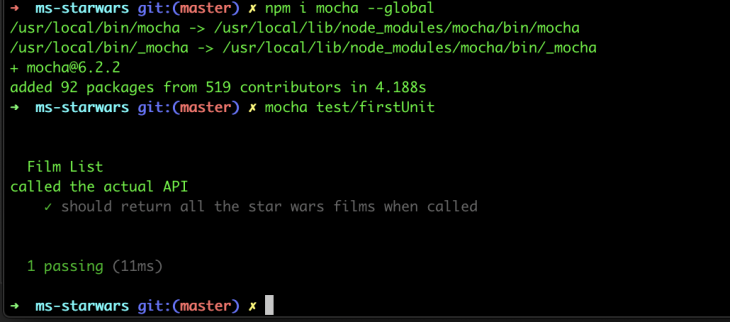 → ms-starwars git:(master) ✗ npm i mocha --global
/usr/local/bin/mocha -> /usr/local/lib/node_modules/mocha/bin/mocha
/usr/local/bin/_mocha -> /usr/local/lib/node_modules/mocha/bin/_mocha
+ mocha@6.2.2
added 92 packages from 519 contributors in 4.188s
→ ms-starwars git:(master) ✗ mocha test/firstUnit
Film List
called the actual API
✓ should return all the star wars films when called
1 passing (11ms)
→ ms-starwars git:(master) ✗